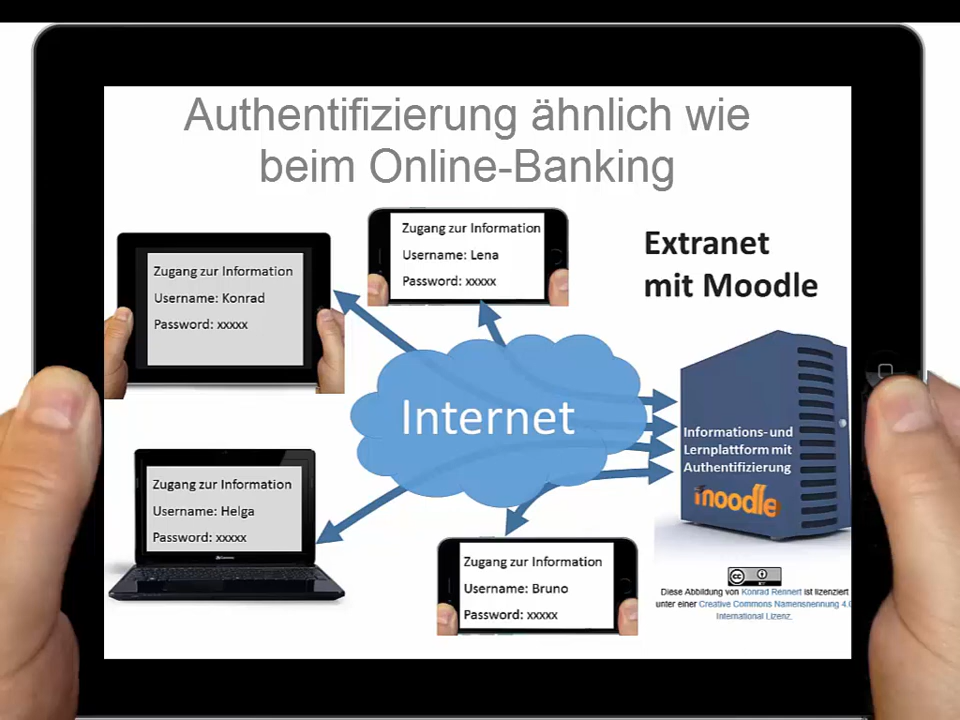 Authentifizierung ähnlich wie
beim Online-Banking
Zugang zur Information
Username: Lena
Password: xxxxx
Extranet
mit Moodle
Zugang zur Information
Username: Konrad
Password: xxxxx
Internet
Informations-und
Lernplattform mit
Authentifizierung
moodle
Zugang zur Information
Username: Helga
Password: xxxxx
Zugang zur Information
Username: Bruno
Password: xxxxx
cc
BY
Diese Abbildung von Konrad Rennert ist lizenziert
unter einer Creative Commons Namensnennung 4.0
International Lizenz.